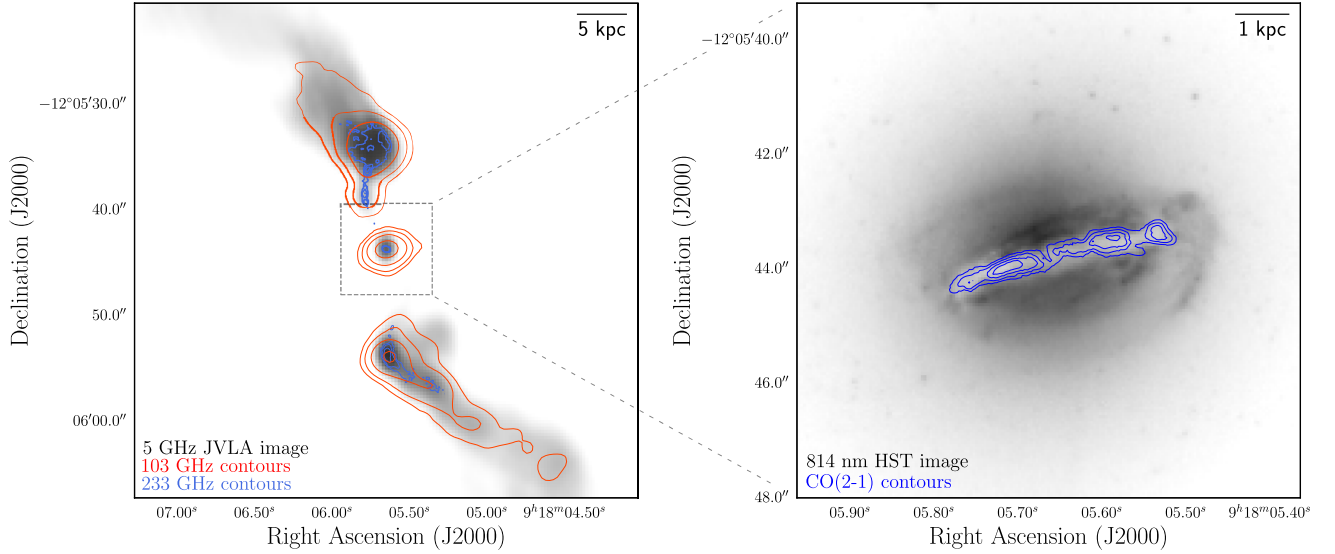 5 kpc
−12°05′30.0″
40.0″
50.0″
06′00.0″
Declination (J2000)
5 GHz JVLA image
103 GHz contours
233 GHz contours
07.00ˢ 06.50ˢ 06.00ˢ 05.50ˢ 05.00ˢ 9ʰ18ᵐ04.50ˢ
Right Ascension (J2000)
1 kpc
−12°05′40.0″
42.0″
44.0″
46.0″
48.0″
Declination (J2000)
814 nm HST image
CO(2-1) contours
05.90ˢ 05.80ˢ 05.70ˢ 05.60ˢ 05.50ˢ 9ʰ18ᵐ05.40ˢ
Right Ascension (J2000)